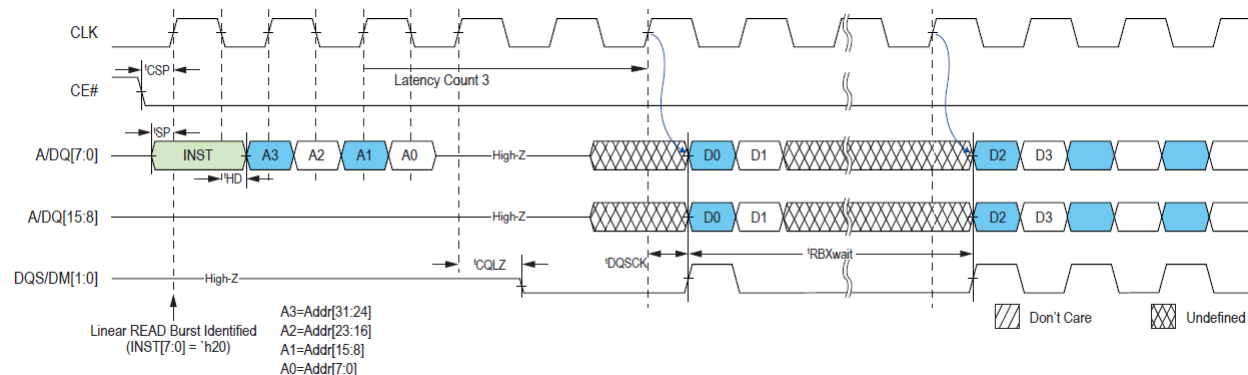 CLK
Latency Count 3
tCSP
CE#
tSP
A/DQ[7:0]
INST
A3
A2
A1
A0
High-Z
D0
D1
D2
D3
tHD
A/DQ[15:8]
High-Z
D0
D1
D2
D3
tCQLZ
tDQSCK
tRBXwait
DQS/DM[1:0]
High-Z
Linear READ Burst Identified
(INST[7:0] = `h20)
A3=Addr[31:24]
A2=Addr[23:16]
A1=Addr[15:8]
A0=Addr[7:0]
Don't Care
Undefined